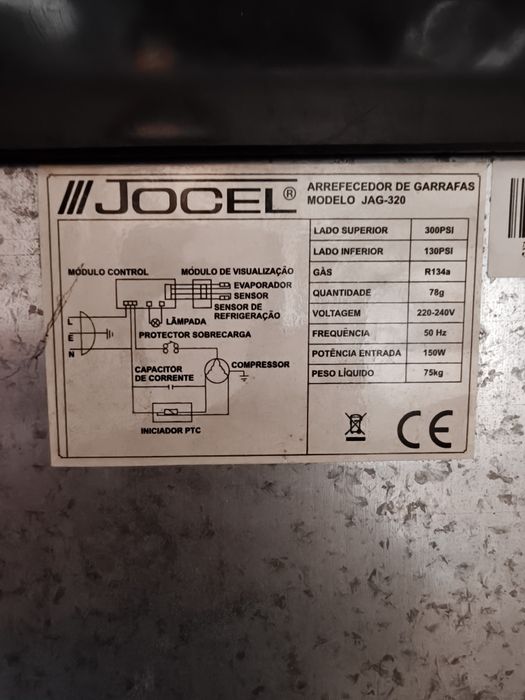 JOCEL®
ARREFECEDOR DE GARRAFAS
MODELO JAG-320
MÓDULO CONTROL
MÓDULO DE VISUALIZAÇÃO
EVAPORADOR
SENSOR
SENSOR DE
REFRIGERAÇÃO
L
E
N
LÂMPADA
PROTECTOR SOBRECARGA
CAPACITOR
DE CORRENTE
COMPRESSOR
INICIADOR PTC
LADO SUPERIOR 300PSI
LADO INFERIOR 130PSI
GÁS R134a
QUANTIDADE 78g
VOLTAGEM 220-240V
FREQUÊNCIA 50 Hz
POTÊNCIA ENTRADA 150W
PESO LÍQUIDO 75kg
CE